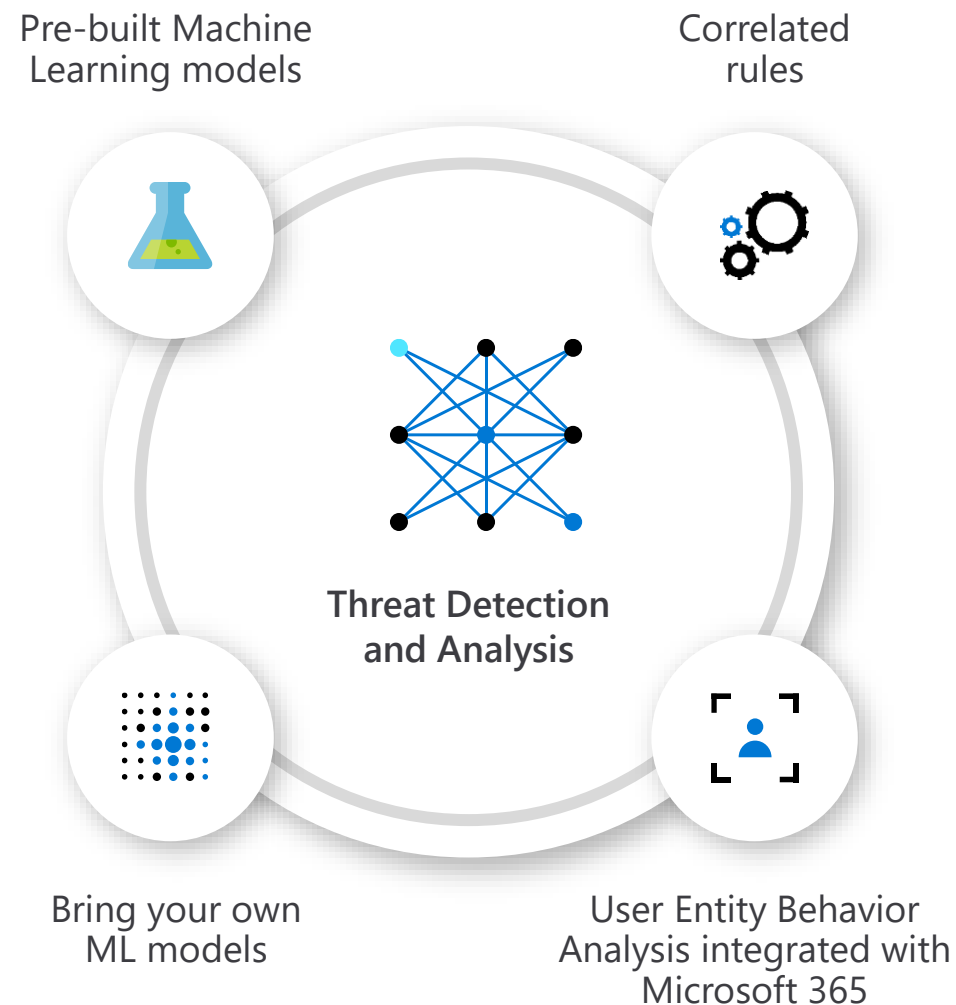 Pre-built Machine
Learning models
Correlated
rules
Threat Detection
and Analysis
Bring your own
ML models
User Entity Behavior
Analysis integrated with
Microsoft 365